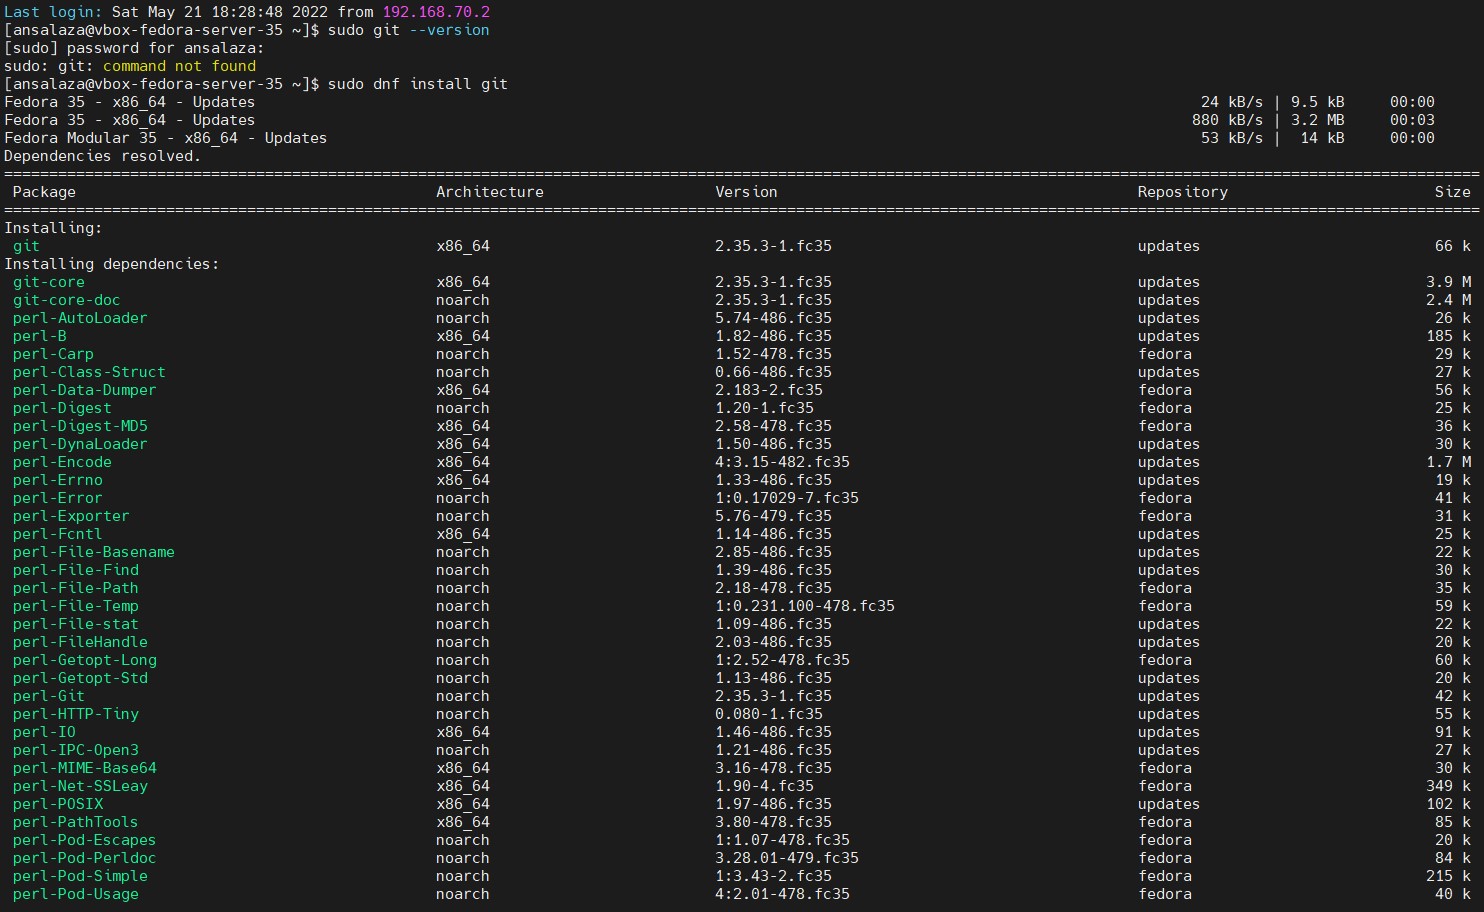 Last login: Sat May 21 18:28:48 2022 from 192.168.70.2
[ansalaza@vbox-fedora-server-35 ~]$ sudo git --version
[sudo] password for ansalaza:
sudo: git: command not found
[ansalaza@vbox-fedora-server-35 ~]$ sudo dnf install git
Fedora 35 - x86_64 - Updates 24 kB/s | 9.5 kB 00:00
Fedora 35 - x86_64 - Updates 880 kB/s | 3.2 MB 00:03
Fedora Modular 35 - x86_64 - Updates 53 kB/s | 14 kB 00:00
Dependencies resolved.
====================================================================================================================================================================
Package Architecture Version Repository Size
====================================================================================================================================================================
Installing:
git x86_64 2.35.3-1.fc35 updates 66 k
Installing dependencies:
git-core x86_64 2.35.3-1.fc35 updates 3.9 M
git-core-doc noarch 2.35.3-1.fc35 updates 2.4 M
perl-AutoLoader noarch 5.74-486.fc35 updates 26 k
perl-B x86_64 1.82-486.fc35 updates 185 k
perl-Carp noarch 1.52-478.fc35 fedora 29 k
perl-Class-Struct noarch 0.66-486.fc35 updates 27 k
perl-Data-Dumper x86_64 2.183-2.fc35 fedora 56 k
perl-Digest noarch 1.20-1.fc35 fedora 25 k
perl-Digest-MD5 x86_64 2.58-478.fc35 fedora 36 k
perl-DynaLoader x86_64 1.50-486.fc35 updates 30 k
perl-Encode x86_64 4:3.15-482.fc35 updates 1.7 M
perl-Errno x86_64 1.33-486.fc35 updates 19 k
perl-Error noarch 1:0.17029-7.fc35 fedora 41 k
perl-Exporter noarch 5.76-479.fc35 fedora 31 k
perl-Fcntl x86_64 1.14-486.fc35 updates 25 k
perl-File-Basename noarch 2.85-486.fc35 updates 22 k
perl-File-Find noarch 1.39-486.fc35 updates 30 k
perl-File-Path noarch 2.18-478.fc35 fedora 35 k
perl-File-Temp noarch 1:0.231.100-478.fc35 fedora 59 k
perl-File-stat noarch 1.09-486.fc35 updates 22 k
perl-FileHandle noarch 2.03-486.fc35 updates 20 k
perl-Getopt-Long noarch 1:2.52-478.fc35 fedora 60 k
perl-Getopt-Std noarch 1.13-486.fc35 updates 20 k
perl-Git noarch 2.35.3-1.fc35 updates 42 k
perl-HTTP-Tiny noarch 0.080-1.fc35 updates 55 k
perl-IO x86_64 1.46-486.fc35 updates 91 k
perl-IPC-Open3 noarch 1.21-486.fc35 updates 27 k
perl-MIME-Base64 x86_64 3.16-478.fc35 fedora 30 k
perl-Net-SSLeay x86_64 1.90-4.fc35 fedora 349 k
perl-POSIX x86_64 1.97-486.fc35 updates 102 k
perl-PathTools x86_64 3.80-478.fc35 fedora 85 k
perl-Pod-Escapes noarch 1:1.07-478.fc35 fedora 20 k
perl-Pod-Perldoc noarch 3.28.01-479.fc35 fedora 84 k
perl-Pod-Simple noarch 1:3.43-2.fc35 fedora 215 k
perl-Pod-Usage noarch 4:2.01-478.fc35 fedora 40 k